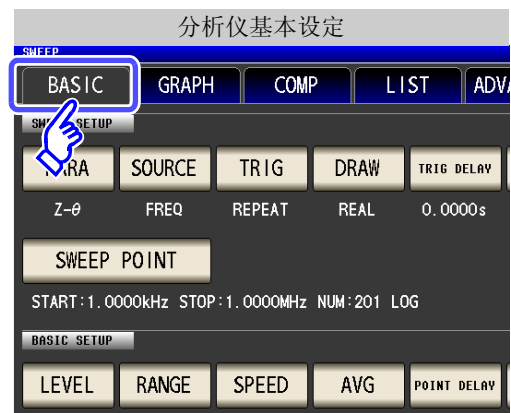 分析仪基本设定
SWEEP
BASIC GRAPH COMP LIST
SETUP
SOURCE TRIG DRAW TRIG DELAY
Z-θ FREQ REPEAT REAL 0.0000s
SWEEP POINT
START:1.0000kHz STOP:1.0000MHz NUM:201 LOG
BASIC SETUP
LEVEL RANGE SPEED AVG POINT DELAY